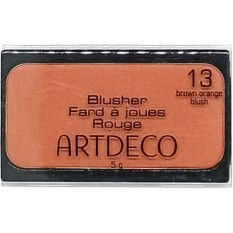 13
brown orange
blush
Blusher
Fard à joues
Rouge
ARTDECO
5 g